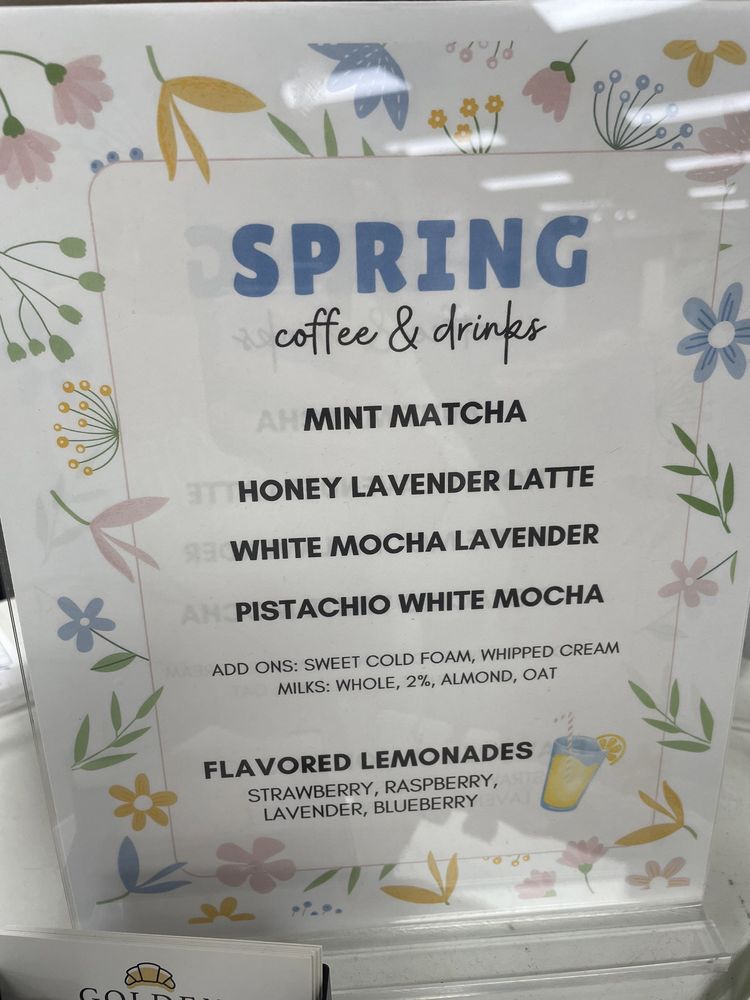 SPRING
coffee & drinks
MINT MATCHA
HONEY LAVENDER LATTE
WHITE MOCHA LAVENDER
PISTACHIO WHITE MOCHA
ADD ONS: SWEET COLD FOAM, WHIPPED CREAM
MILKS: WHOLE, 2%, ALMOND, OAT
FLAVORED LEMONADES
STRAWBERRY, RASPBERRY,
LAVENDER, BLUEBERRY